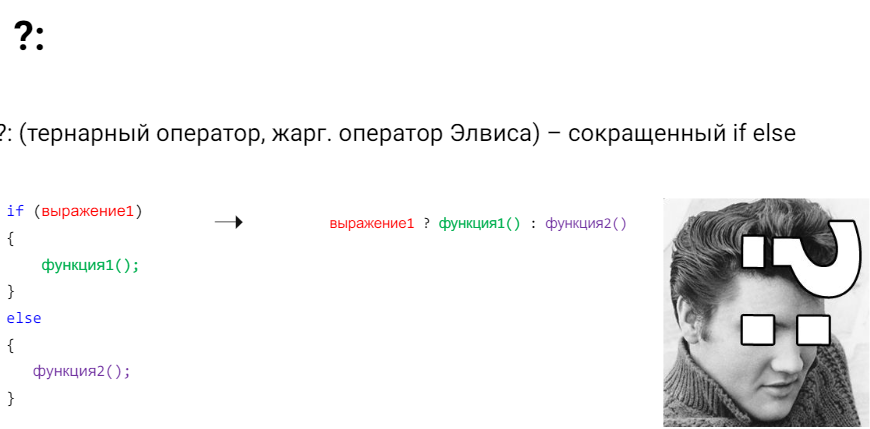 ?:
?: (тернарный оператор, жарг. оператор Элвиса) – сокращенный if else
if (выражение1)
{
функция1();
}
else
{
функция2();
}
выражение1 ? функция1() : функция2()
?: